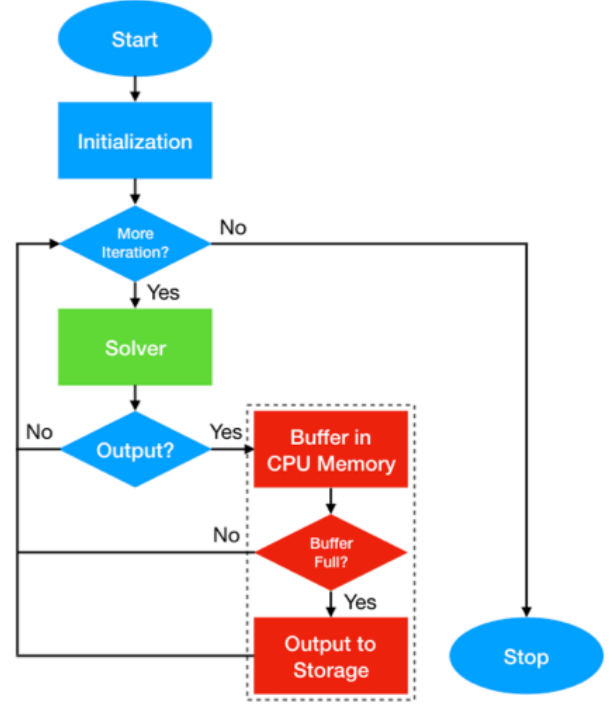 Start
Initialization
More
Iteration?
No
Yes
Solver
Output?
No
Yes
Buffer in
CPU Memory
Buffer
Full?
No
Yes
Output to
Storage
Stop